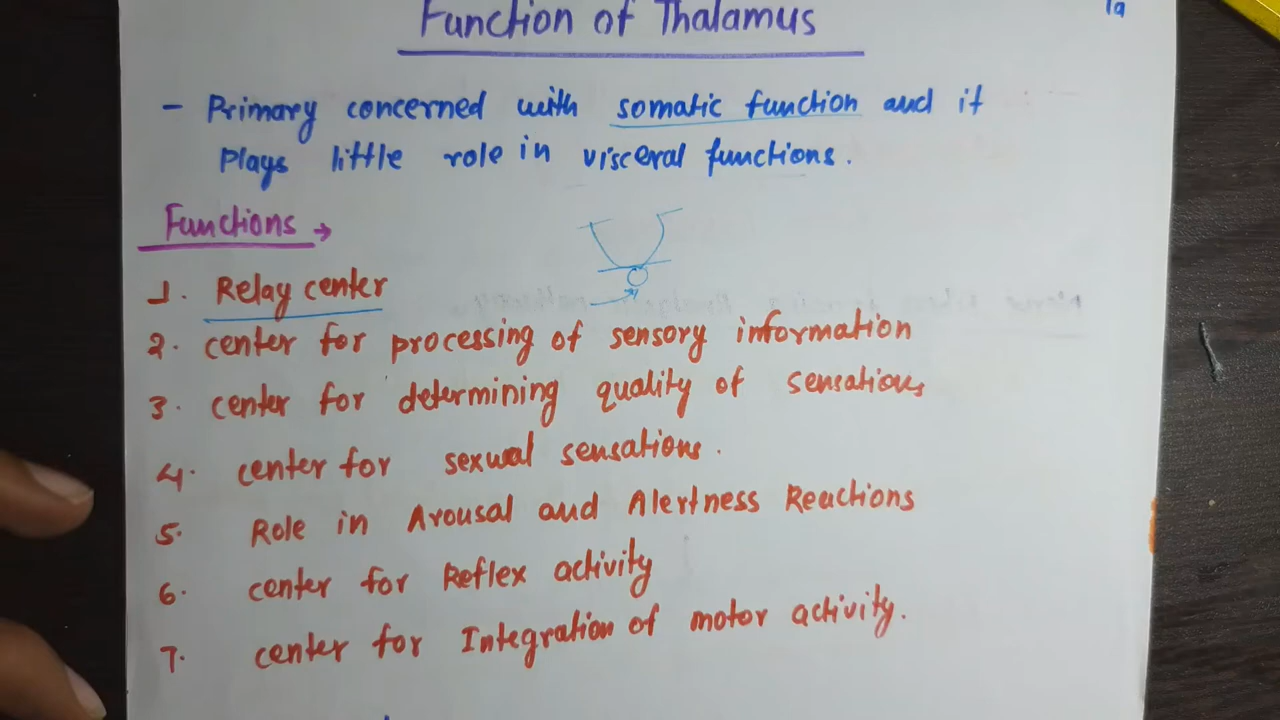 Function of Thalamus
19
- Primary concerned with somatic function and it
Plays little role in visceral functions.
Functions →
1. Relay center
2. center for processing of sensory information
3. center for determining quality of sensations
4. center for sexual sensations.
5. Role in Arousal and Alertness Reactions
6. center for Reflex activity
7. center for Integration of motor activity.